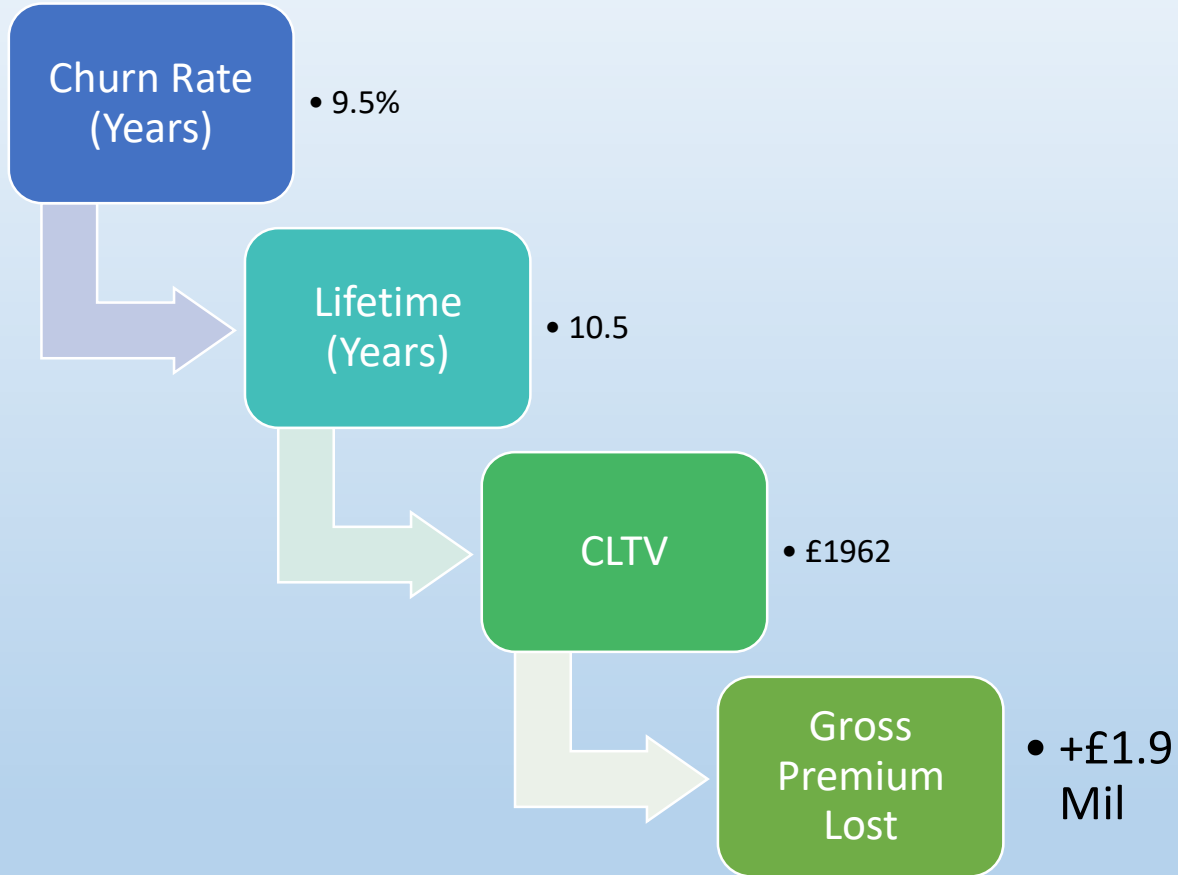 Churn Rate
(Years)
• 9.5%
Lifetime
(Years)
• 10.5
CLTV
• £1962
Gross
Premium
Lost
• +£1.9
Mil